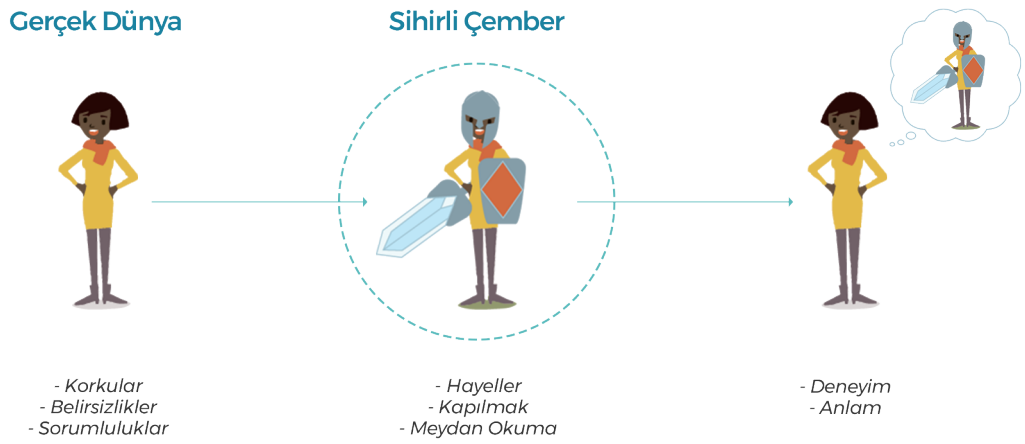 Gerçek Dünya
Sihirli Çember
- Korkular
- Belirsizlikler
- Sorumluluklar
- Hayeller
- Kapılmak
- Meydan Okuma
- Deneyim
- Anlam